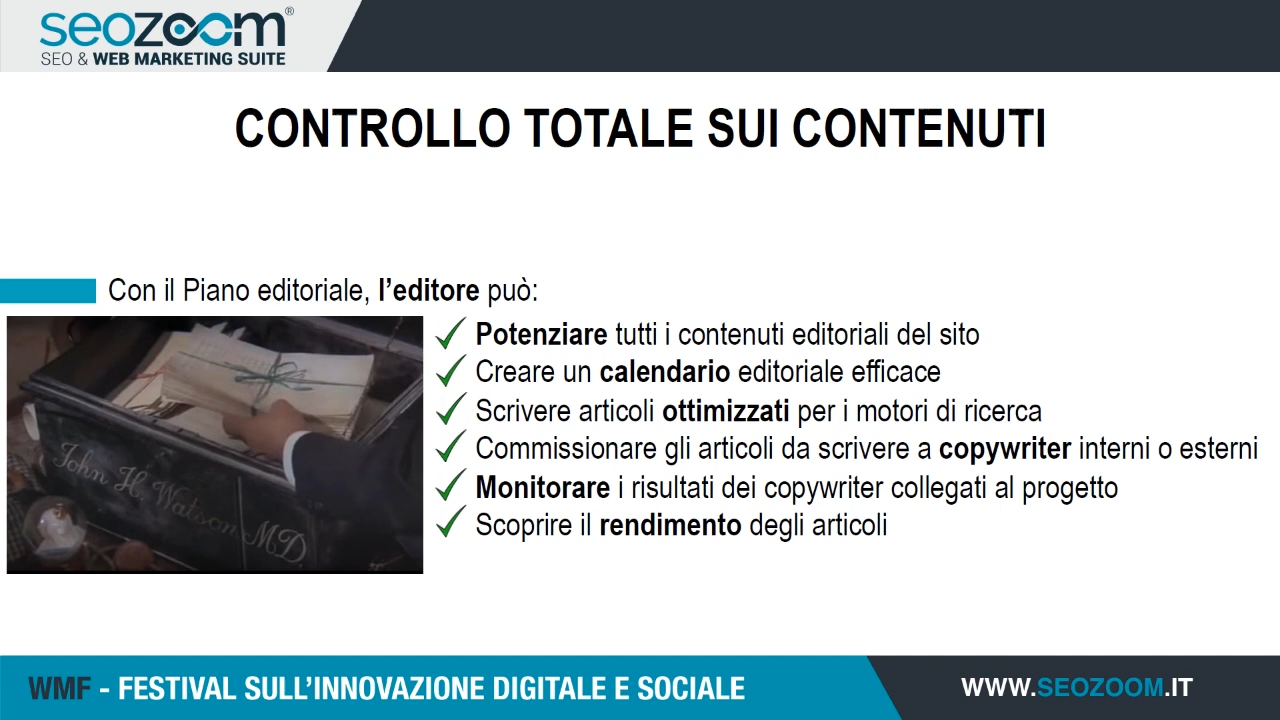 seozoom®
SEO & WEB MARKETING SUITE
CONTROLLO TOTALE SUI CONTENUTI
Con il Piano editoriale, l’editore può:
Potenziare tutti i contenuti editoriali del sito
Creare un calendario editoriale efficace
Scrivere articoli ottimizzati per i motori di ricerca
Commissionare gli articoli da scrivere a copywriter interni o esterni
Monitorare i risultati dei copywriter collegati al progetto
Scoprire il rendimento degli articoli
John H. Watson MD.
WMF - FESTIVAL SULL’INNOVAZIONE DIGITALE E SOCIALE
WWW.SEOZOOM.IT